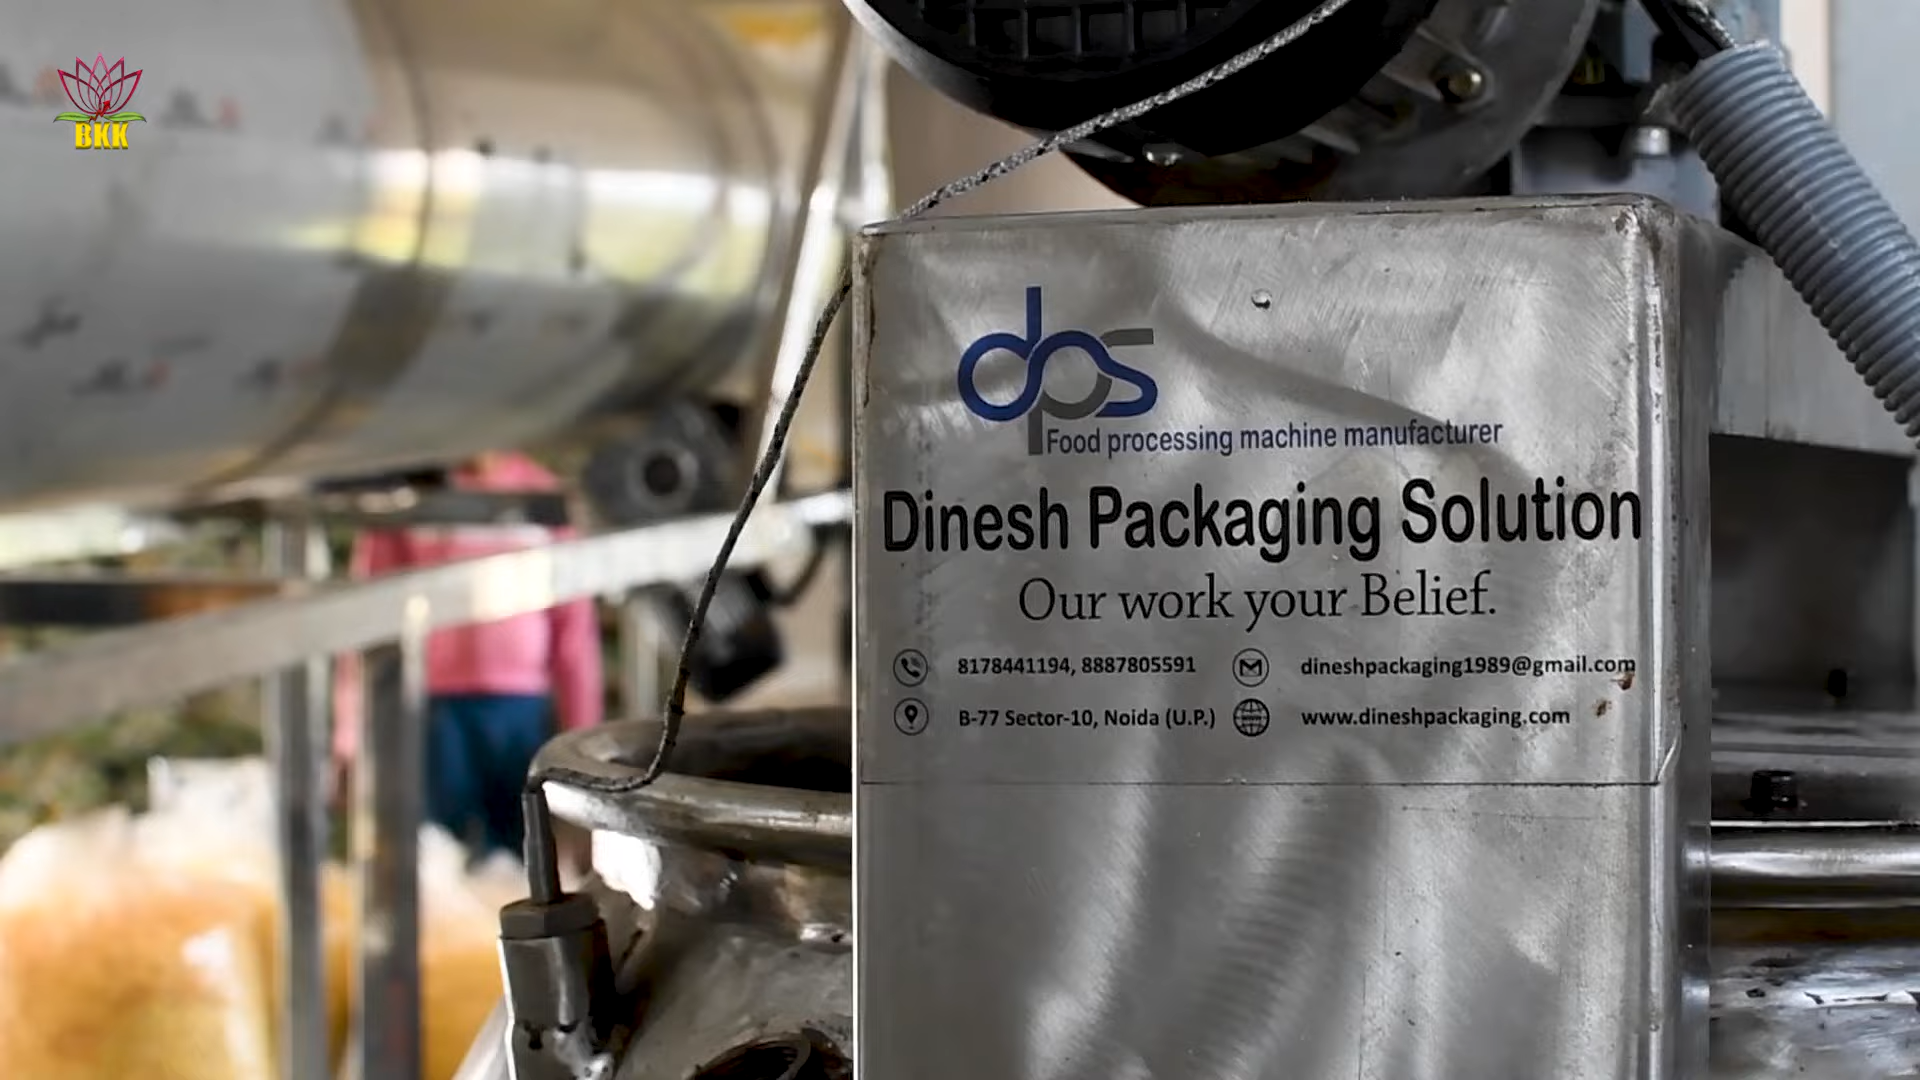 BKK
dps
Food processing machine manufacturer
Dinesh Packaging Solution
Our work your Belief.
8178441194, 8887805591
dineshpackaging1989@gmail.com
B-77 Sector-10, Noida (U.P.)
www.dineshpackaging.com